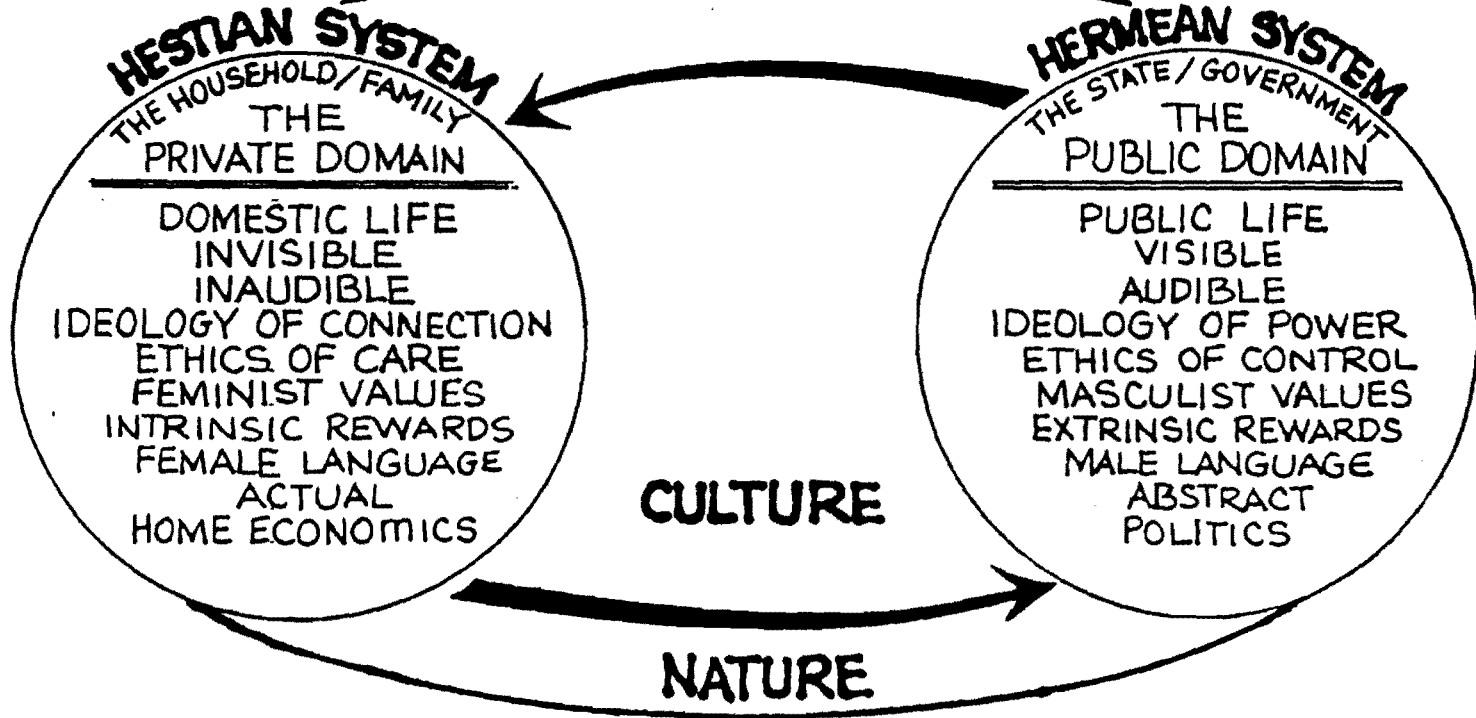 HESTIAN SYSTEM
THE HOUSEHOLD/FAMILY
THE
PRIVATE DOMAIN
DOMESTIC LIFE
INVISIBLE
INAUDIBLE
IDEOLOGY OF CONNECTION
ETHICS OF CARE
FEMINIST VALUES
INTRINSIC REWARDS
FEMALE LANGUAGE
ACTUAL
HOME ECONOMICS
HERMEAN SYSTEM
THE STATE/GOVERNMENT
THE
PUBLIC DOMAIN
PUBLIC LIFE
VISIBLE
AUDIBLE
IDEOLOGY OF POWER
ETHICS OF CONTROL
MASCULIST VALUES
EXTRINSIC REWARDS
MALE LANGUAGE
ABSTRACT
POLITICS
CULTURE
NATURE